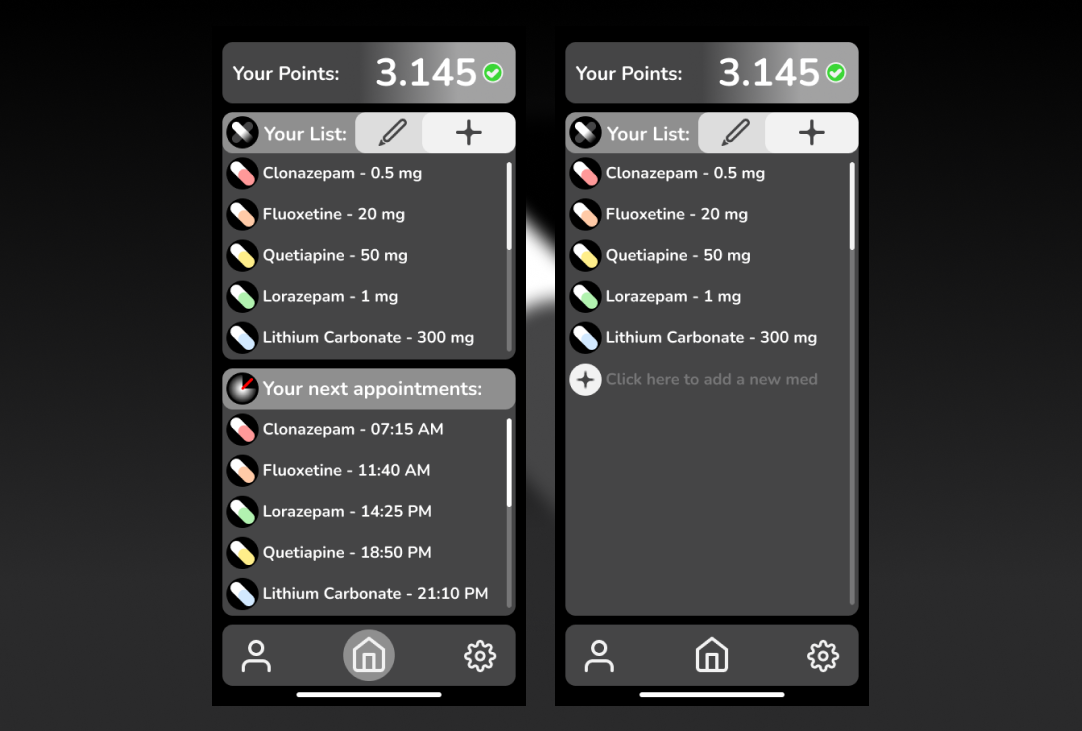 Your Points: 3.145
Your List:
Clonazepam - 0.5 mg
Fluoxetine - 20 mg
Quetiapine - 50 mg
Lorazepam - 1 mg
Lithium Carbonate - 300 mg
Your next appointments:
Clonazepam - 07:15 AM
Fluoxetine - 11:40 AM
Lorazepam - 14:25 PM
Quetiapine - 18:50 PM
Lithium Carbonate - 21:10 PM
Your Points: 3.145
Your List:
Clonazepam - 0.5 mg
Fluoxetine - 20 mg
Quetiapine - 50 mg
Lorazepam - 1 mg
Lithium Carbonate - 300 mg
Click here to add a new med